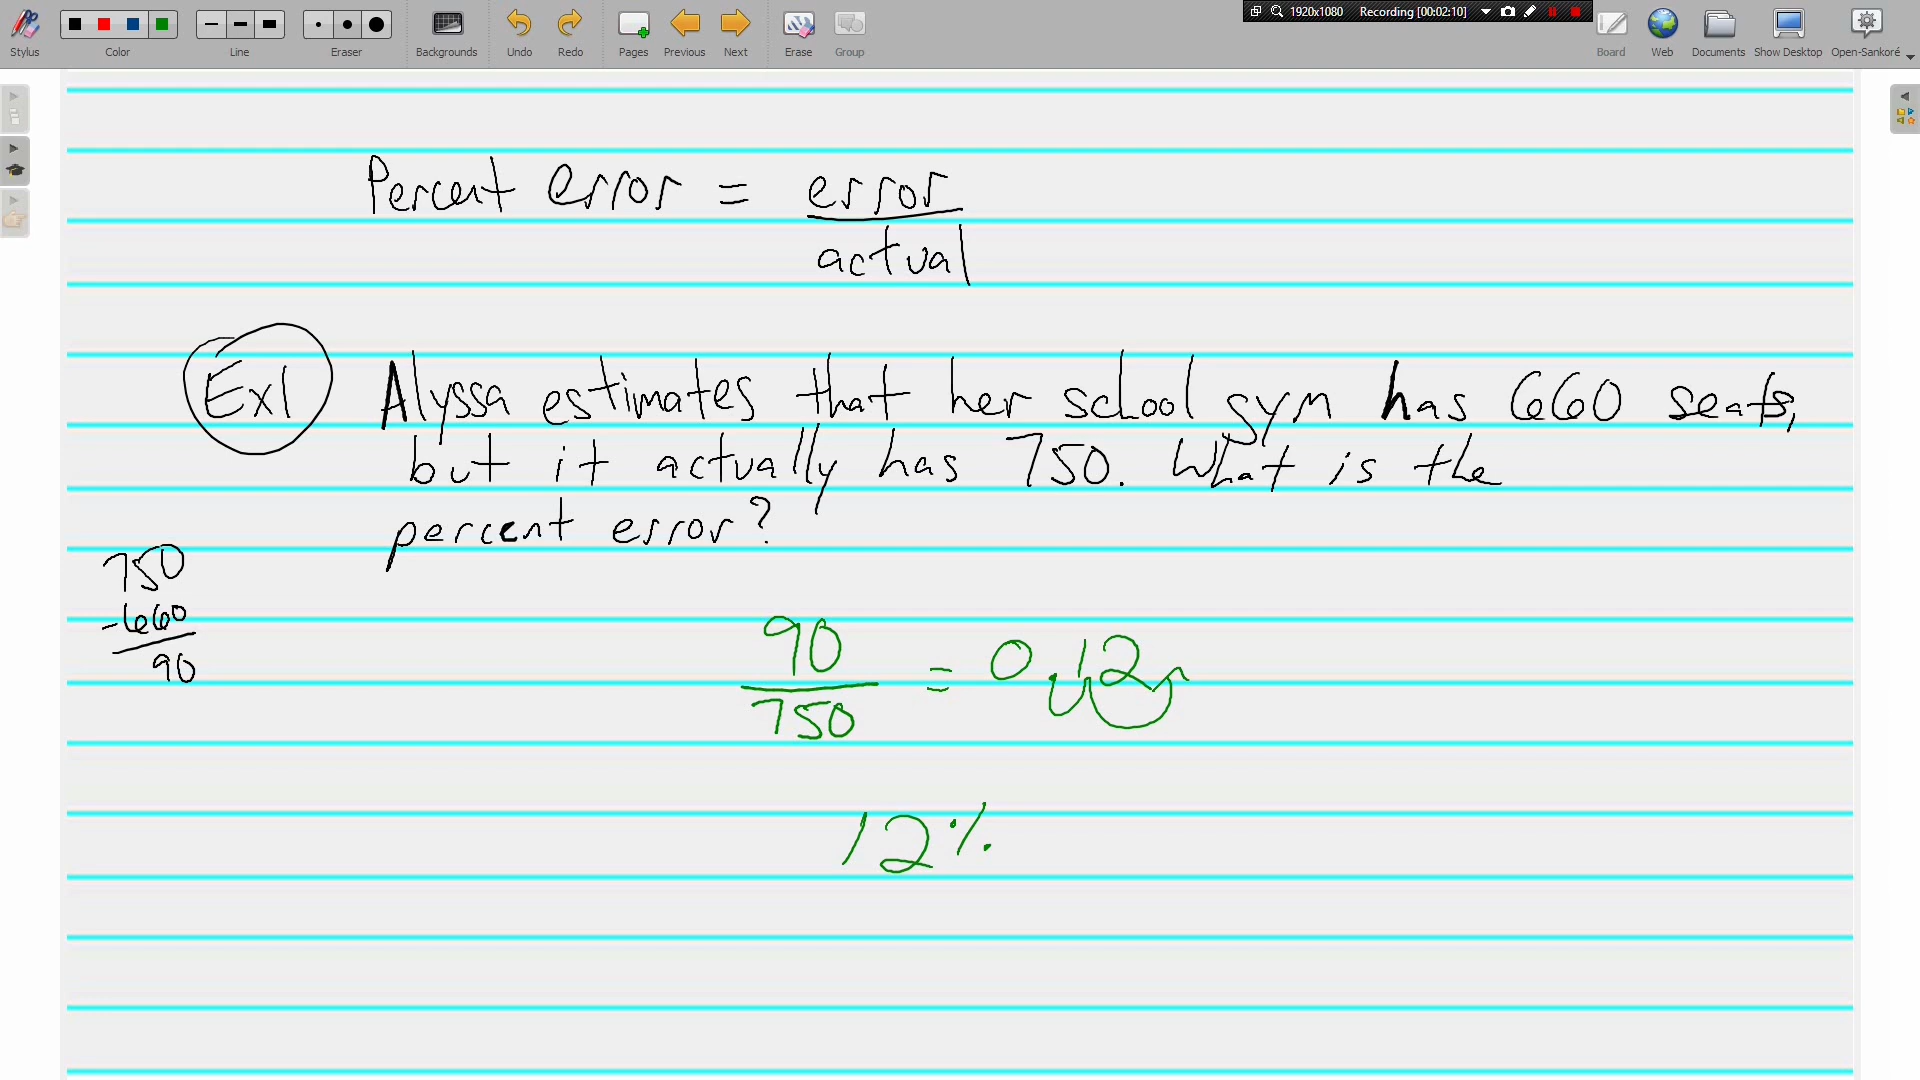 1920x1080 Recording [00:02:10]
Stylus Color Line Eraser Backgrounds Undo Redo Pages Previous Next Erase Group Board Web Documents Show Desktop Open-Sankoré
Percent error = error
actual
Ex1 Alyssa estimates that her school gym has 660 seats,
but it actually has 750. What is the
percent error?
750
-660
90
90
750
= 0.12
12%